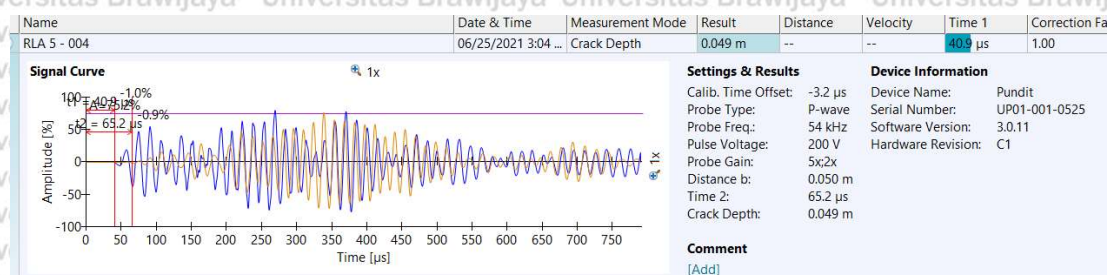 Universitas Brawijaya Universitas Brawijaya Universitas Brawijaya
Name Date & Time Measurement Mode Result Distance Velocity Time 1 Correction Fa
RLA 5 - 004 06/25/2021 3:04 ... Crack Depth 0.049 m -- -- 40.9 µs 1.00
Signal Curve 1x
-1.0%
-0.9%
t2 = 65.2 µs
Amplitude [%]
100
50
0
-50
-100
0 50 100 150 200 250 300 350 400 450 500 550 600 650 700 750
Time [µs]
1x
Settings & Results
Calib. Time Offset: -3.2 µs
Probe Type: P-wave
Probe Freq.: 54 kHz
Pulse Voltage: 200 V
Probe Gain: 5x;2x
Distance b: 0.050 m
Time 2: 65.2 µs
Crack Depth: 0.049 m
Device Information
Device Name: Pundit
Serial Number: UP01-001-0525
Software Version: 3.0.11
Hardware Revision: C1
Comment
[Add]